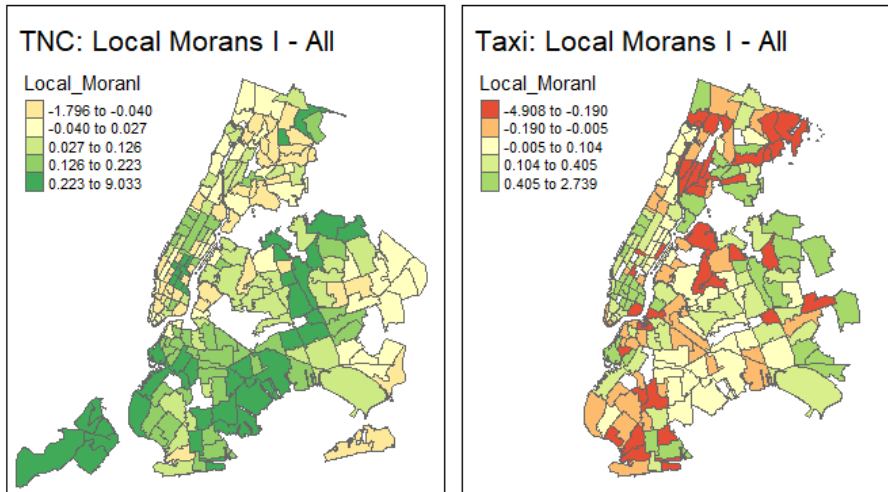 TNC: Local Morans I - All
Local_MoranI
-1.796 to -0.040
-0.040 to 0.027
0.027 to 0.126
0.126 to 0.223
0.223 to 9.033
Taxi: Local Morans I - All
Local_MoranI
-4.908 to -0.190
-0.190 to -0.005
-0.005 to 0.104
0.104 to 0.405
0.405 to 2.739